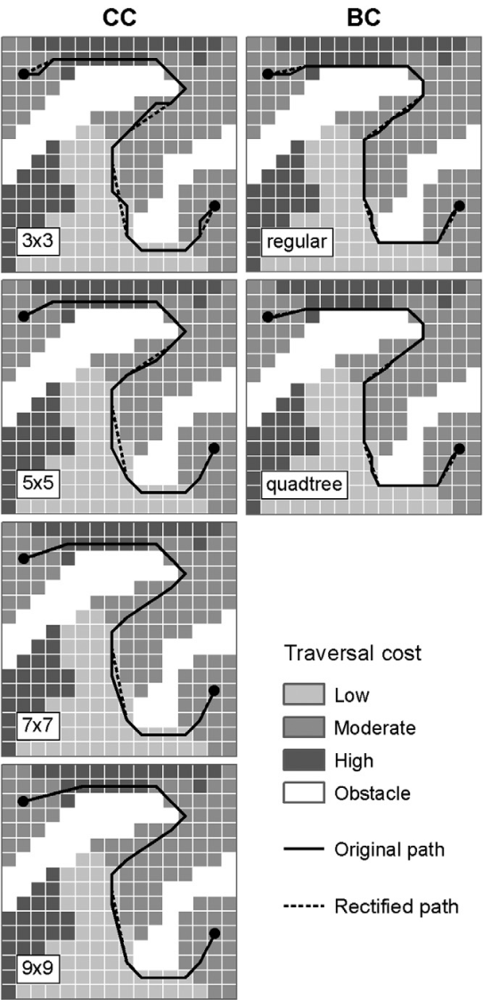 CC
BC
3x3
regular
5x5
quadtree
7x7
Traversal cost
Low
Moderate
High
Obstacle
Original path
Rectified path
9x9